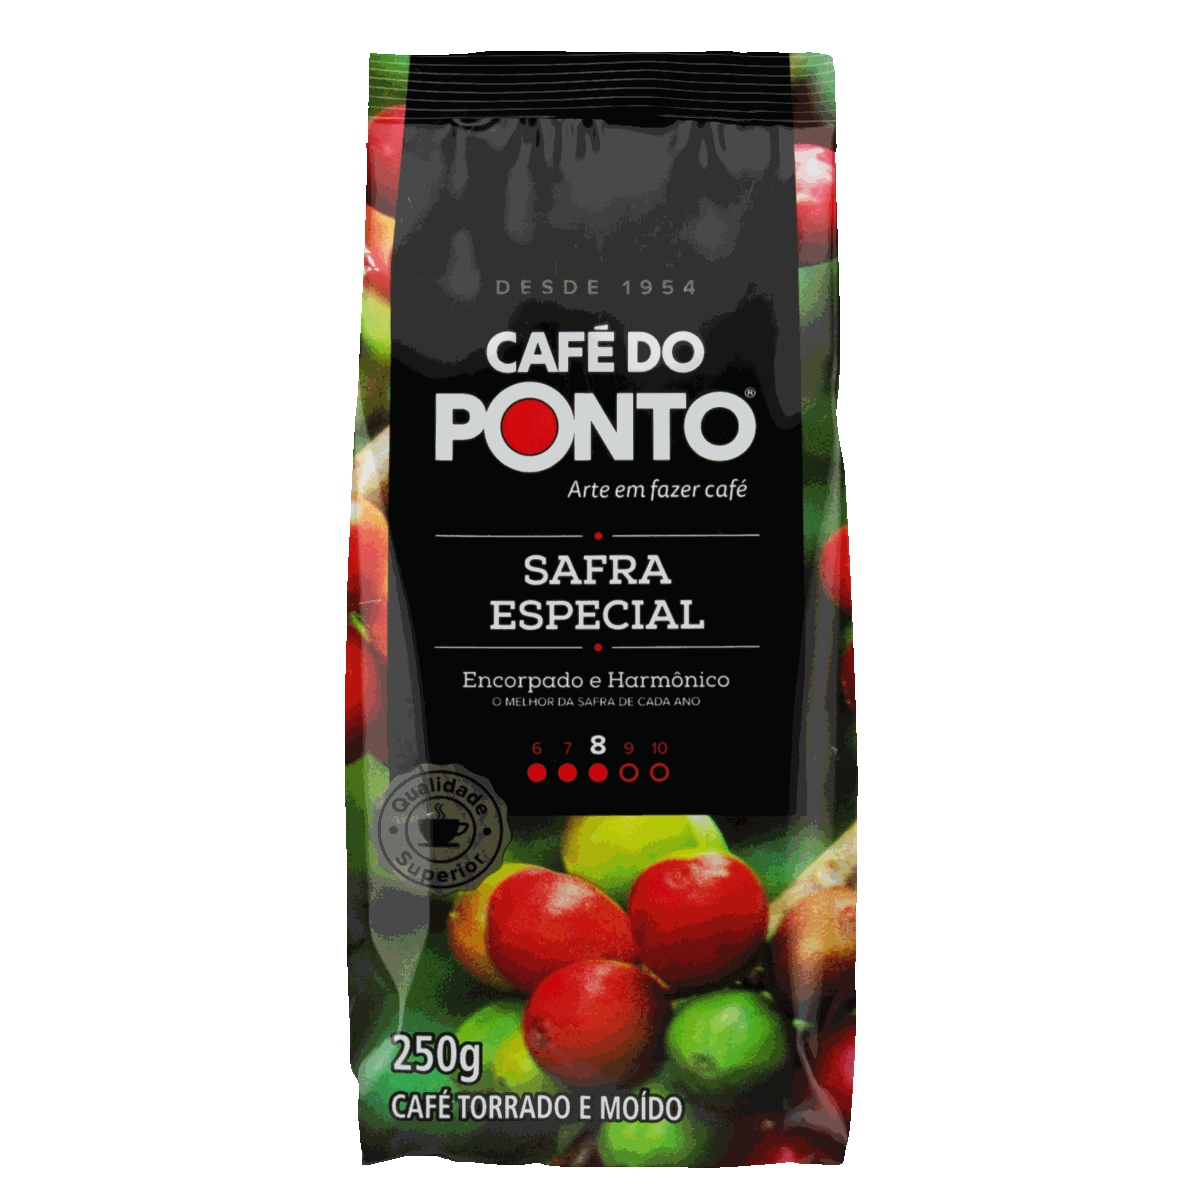 DESDE 1954
CAFÉ DO
PONTO®
Arte em fazer café
SAFRA
ESPECIAL
Encorpado e Harmônico
O MELHOR DA SAFRA DE CADA ANO
6 7 8 9 10
Qualidade
Superior
250g
CAFÉ TORRADO E MOÍDO